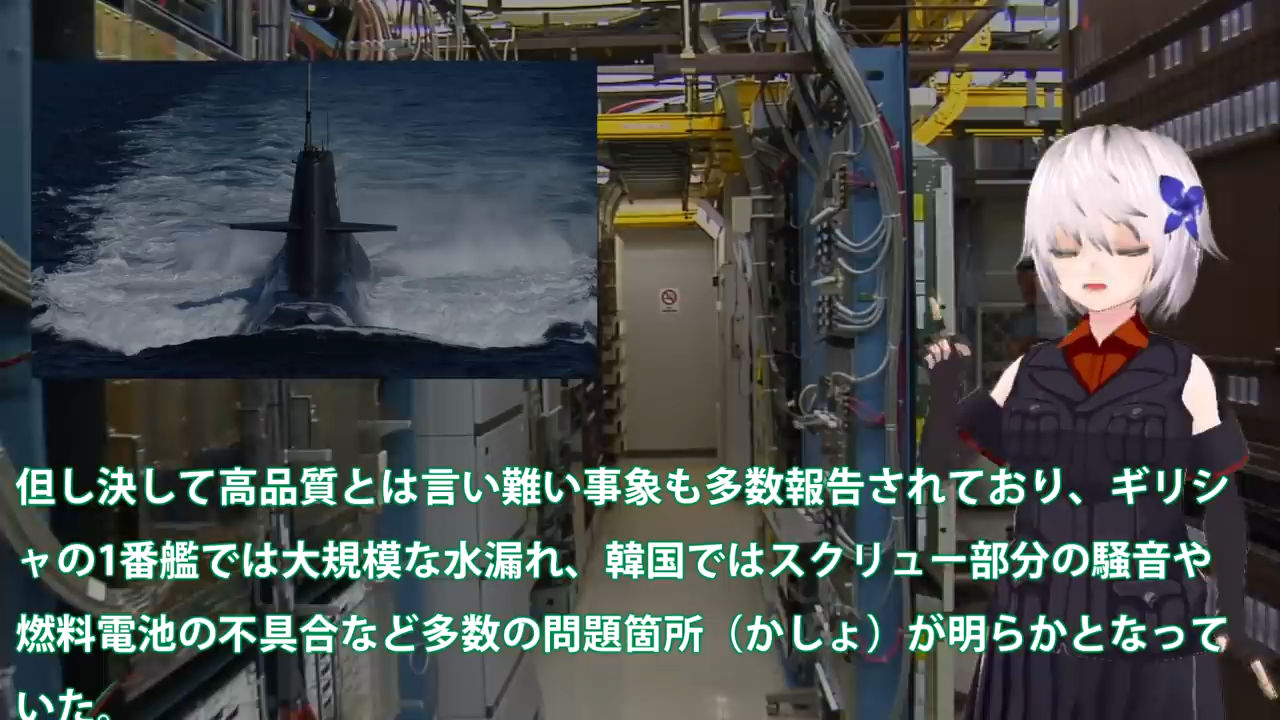 但し決して高品質とは言い難い事象も多数報告されており、ギリシ
ャの1番艦では大規模な水漏れ、韓国ではスクリュー部分の騒音や
燃料電池の不具合など多数の問題箇所（かしょ）が明らかとなって
いた。